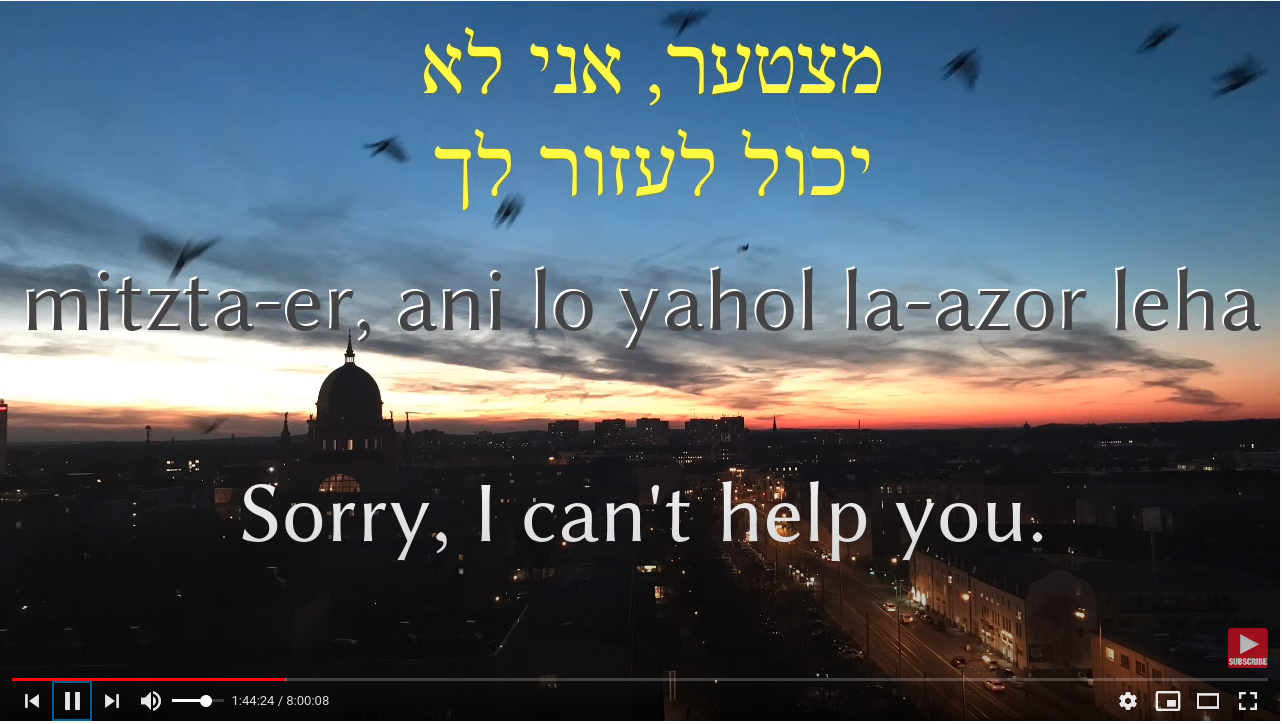 מצטער, אני לא
יכול לעזור לך
mitzta-er, ani lo yahol la-azor leha
Sorry, I can't help you.
SUBSCRIBE
1:44:24 / 8:00:08